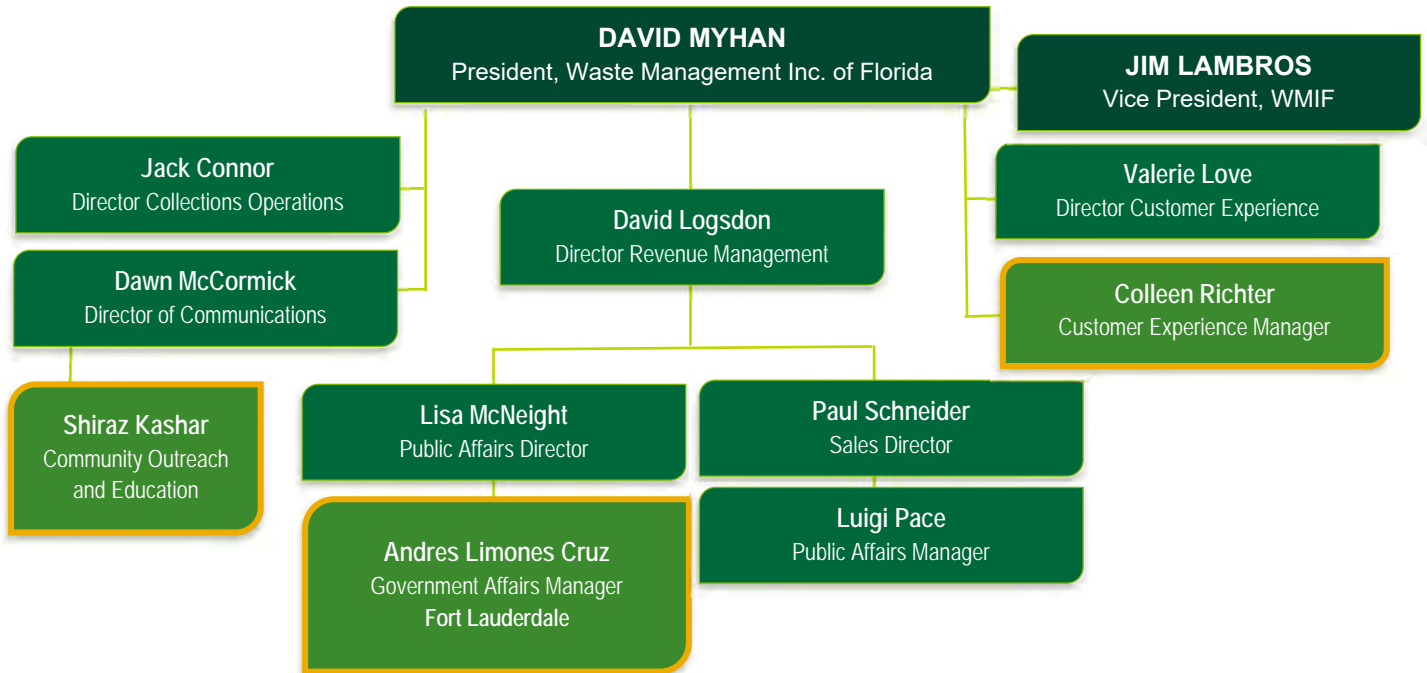 DAVID MYHAN
President, Waste Management Inc. of Florida
JIM LAMBROS
Vice President, WMIF
Jack Connor
Director Collections Operations
Valerie Love
Director Customer Experience
David Logsdon
Director Revenue Management
Dawn McCormick
Director of Communications
Colleen Richter
Customer Experience Manager
Shiraz Kashar
Community Outreach
and Education
Lisa McNeight
Public Affairs Director
Paul Schneider
Sales Director
Andres Limones Cruz
Government Affairs Manager
Fort Lauderdale
Luigi Pace
Public Affairs Manager